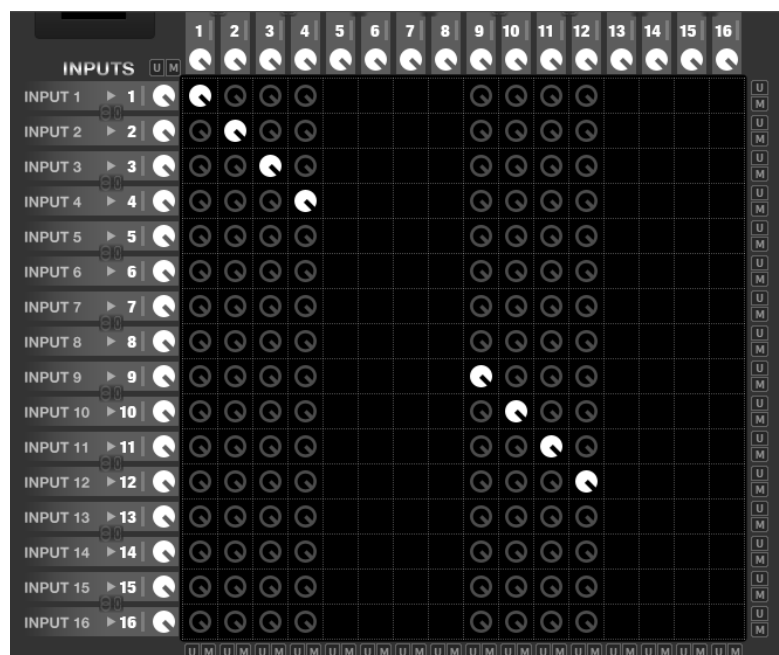 1 2 3 4 5 6 7 8 9 10 11 12 13 14 15 16
INPUTS U M
INPUT 1 1 U M
INPUT 2 2 U M
INPUT 3 3 U M
INPUT 4 4 U M
INPUT 5 5 U M
INPUT 6 6 U M
INPUT 7 7 U M
INPUT 8 8 U M
INPUT 9 9 U M
INPUT 10 10 U M
INPUT 11 11 U M
INPUT 12 12 U M
INPUT 13 13 U M
INPUT 14 14 U M
INPUT 15 15 U M
INPUT 16 16 U M
U M U M U M U M U M U M U M U M U M U M U M U M U M U M U M U M